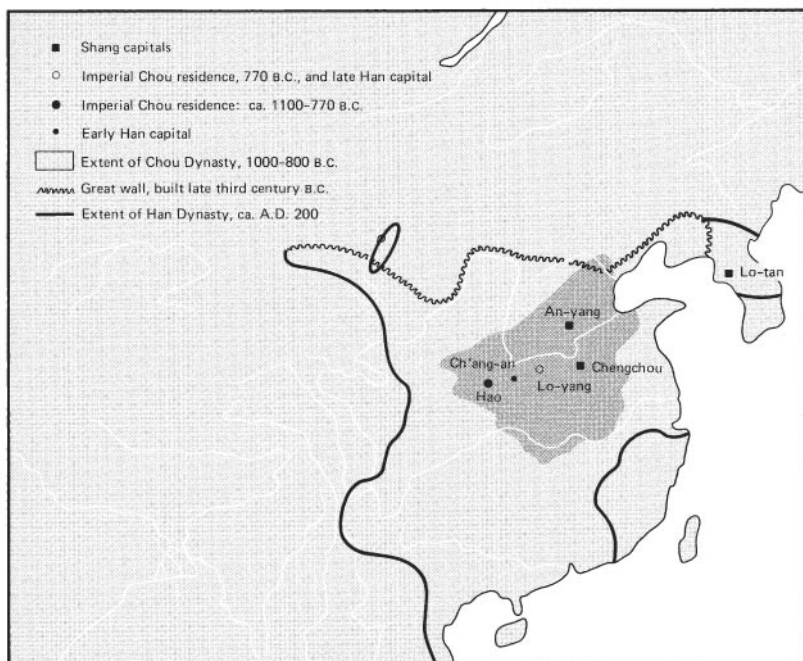 Shang capitals
Imperial Chou residence, 770 B.C., and late Han capital
Imperial Chou residence: ca. 1100–770 B.C.
Early Han capital
Extent of Chou Dynasty, 1000–800 B.C.
Great wall, built late third century B.C.
Extent of Han Dynasty, ca. A.D. 200
Lo-tan
An-yang
Ch'ang-an
Chengchou
Lo-yang
Hao